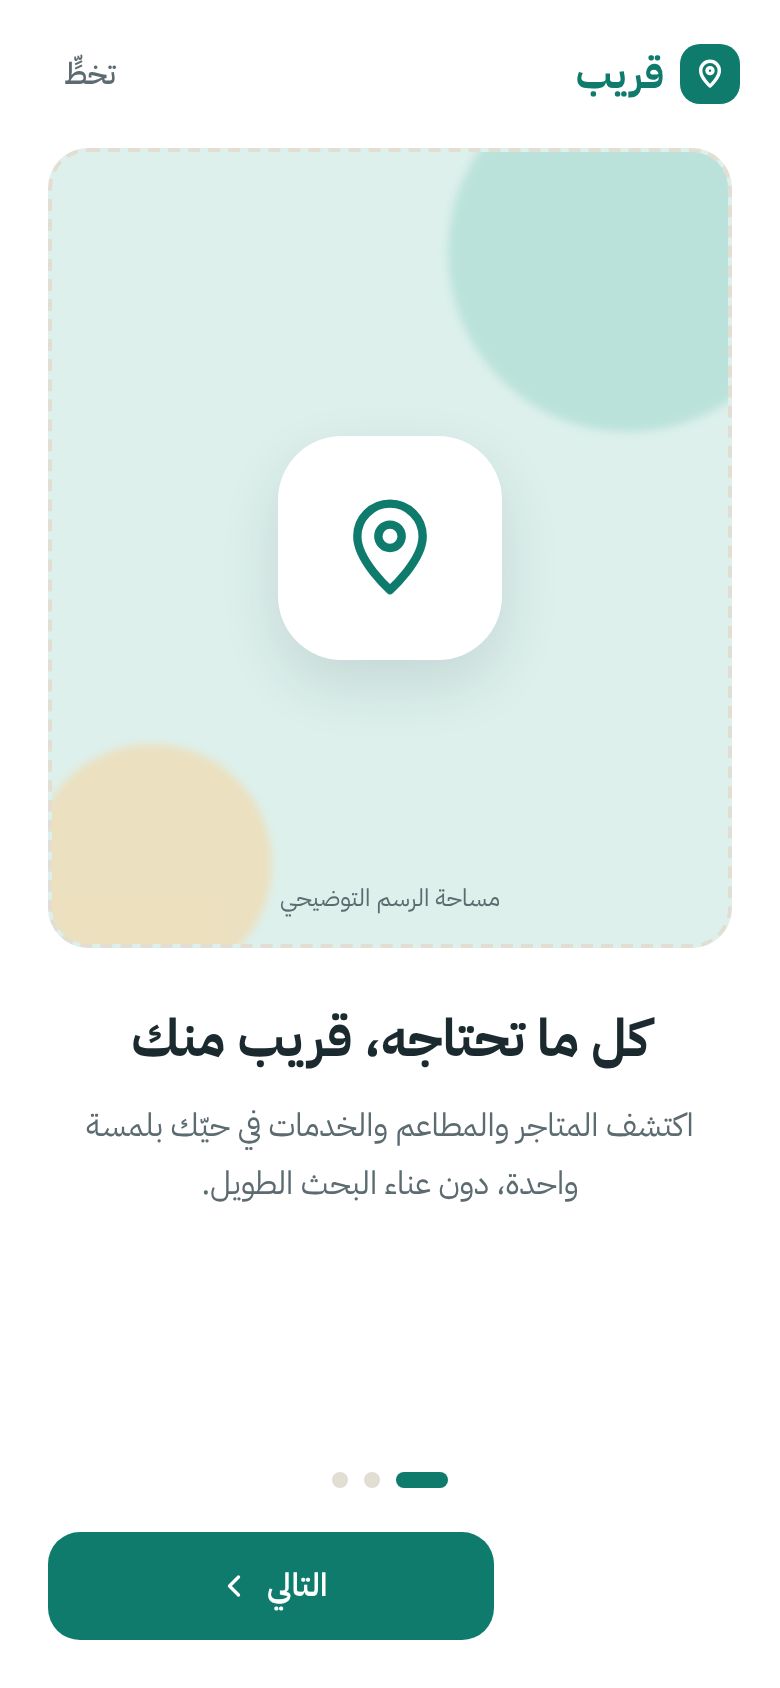 قريب
تخطٍّ
مساحة الرسم التوضيحي
كل ما تحتاجه، قريب منك
اكتشف المتاجر والمطاعم والخدمات في حيّك بلمسة
واحدة، دون عناء البحث الطويل.
التالي